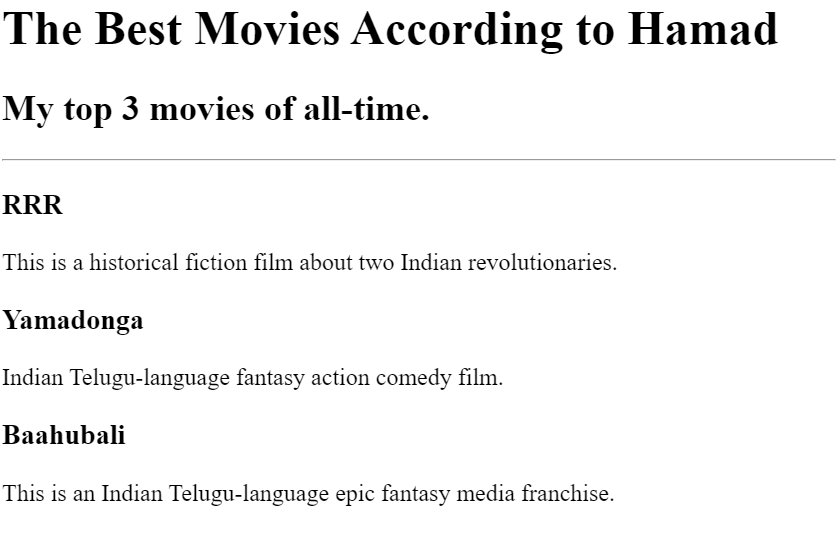 The Best Movies According to Hamad
My top 3 movies of all-time.
RRR
This is a historical fiction film about two Indian revolutionaries.
Yamadonga
Indian Telugu-language fantasy action comedy film.
Baahubali
This is an Indian Telugu-language epic fantasy media franchise.